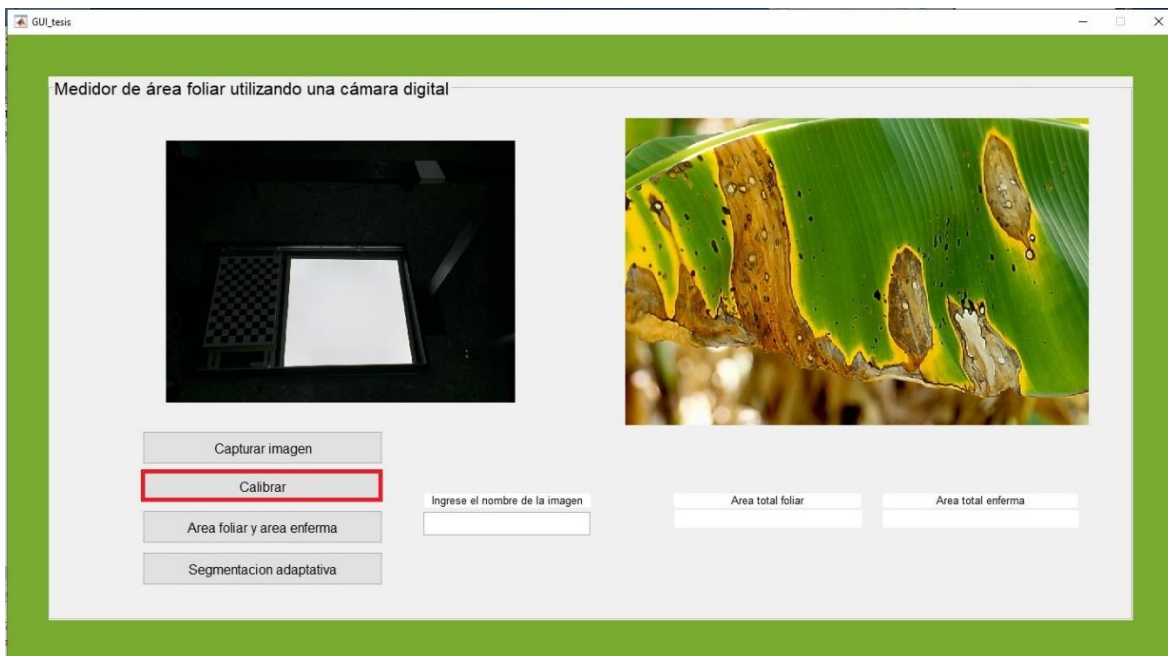 GUI_tesis
Medidor de área foliar utilizando una cámara digital
Capturar imagen
Calibrar
Area foliar y area enferma
Segmentacion adaptativa
Ingrese el nombre de la imagen
Area total foliar
Area total enferma